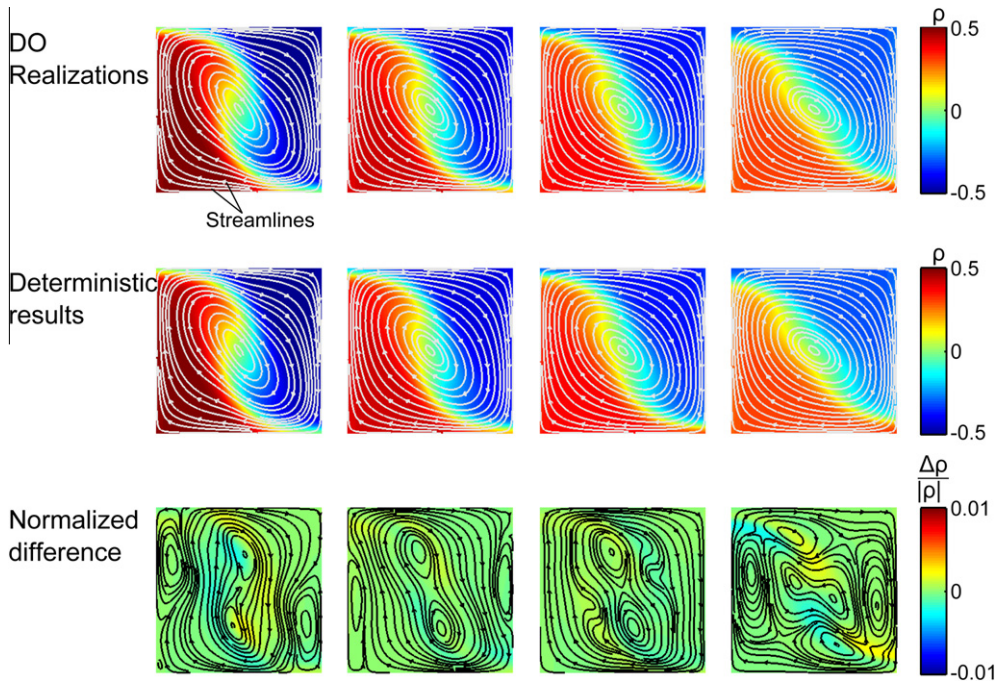 DO
Realizations
ρ
0.5
0
-0.5
Streamlines
Deterministic
results
ρ
0.5
0
-0.5
Normalized
difference
Δρ
|ρ|
0.01
0
-0.01